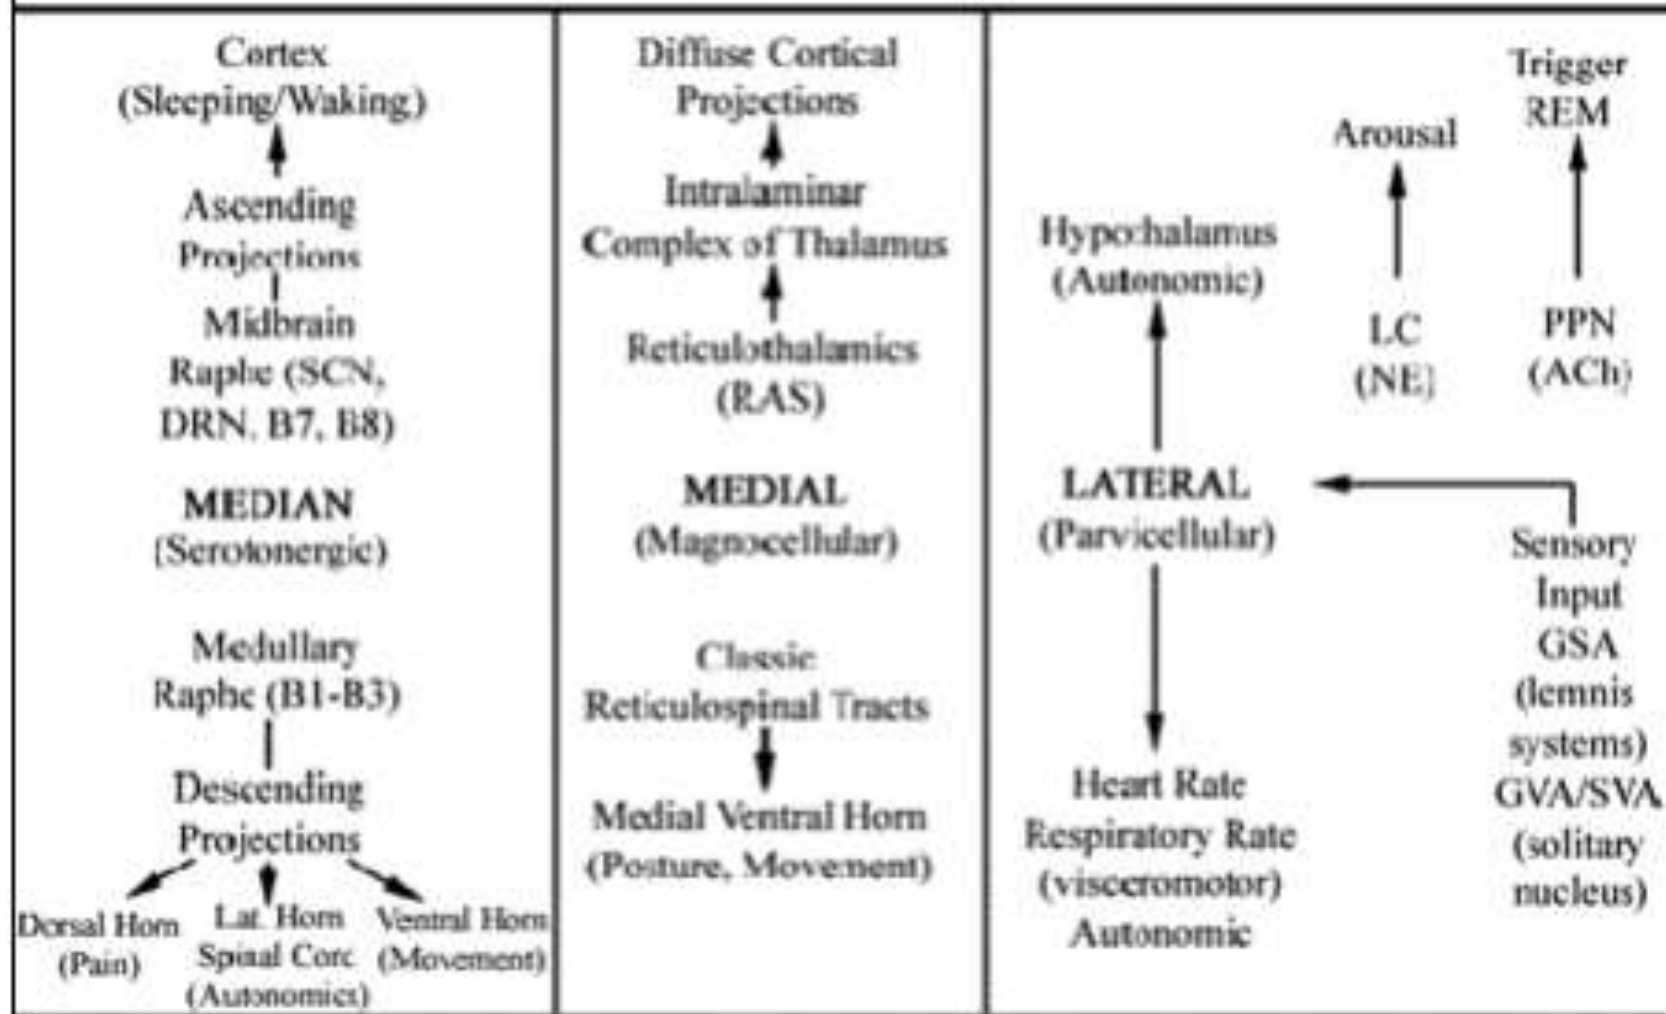 Cortex
(Sleeping/Waking)
Ascending
Projections
Midbrain
Raphe (SCN,
DRN, B7, B8)
MEDIAN
(Serotonergic)
Medullary
Raphe (B1-B3)
Descending
Projections
Dorsal Horn
(Pain)
Lat. Horn
Spinal Cord
(Autonomics)
Ventral Horn
(Movement)
Diffuse Cortical
Projections
Intralaminar
Complex of Thalamus
Reticulothalamics
(RAS)
MEDIAL
(Magnocellular)
Classic
Reticulospinal Tracts
Medial Ventral Horn
(Posture, Movement)
Hypothalamus
(Autonomic)
LATERAL
(Parvicellular)
Heart Rate
Respiratory Rate
(visceromotor)
Autonomic
Arousal
LC
(NE)
Trigger
REM
PPN
(ACh)
Sensory
Input
GSA
(lemnis
systems)
GVA/SVA
(solitary
nucleus)